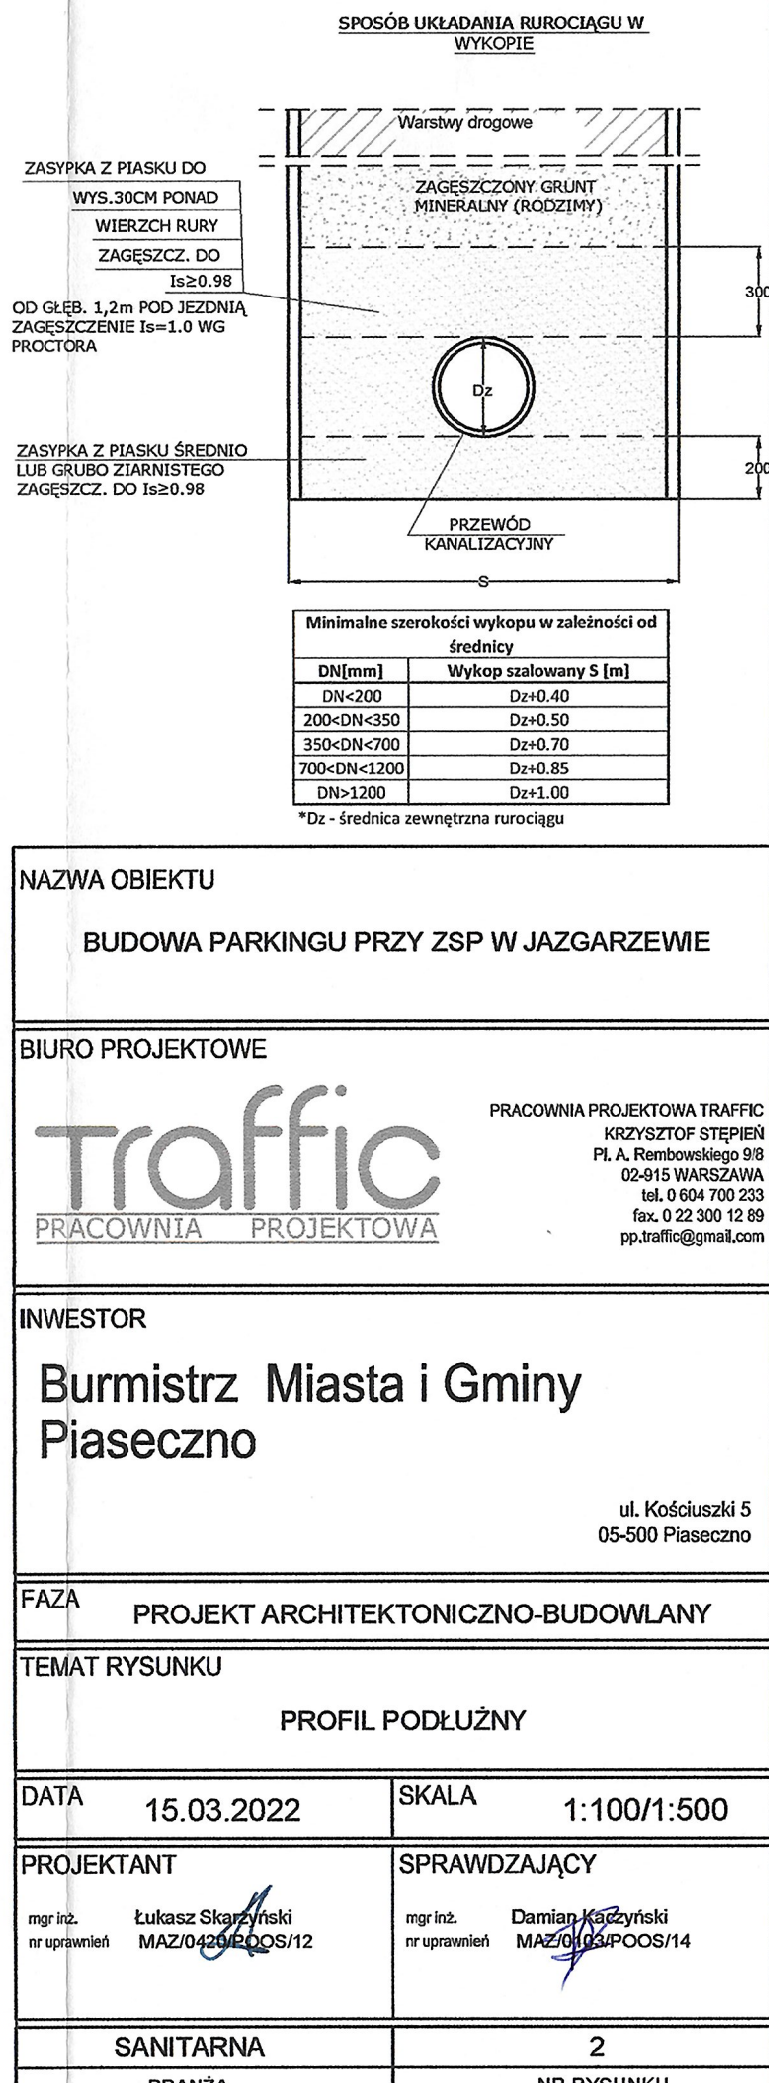 SPOSÓB UKŁADANIA RUROCIĄGU W
WYKOPIE
Warstwy drogowe
ZAGĘSZCZONY GRUNT
MINERALNY (RODZIMY)
ZASYPKA Z PIASKU DO
WYS.30CM PONAD
WIERZCH RURY
ZAGĘSZCZ. DO
Is≥0.98
OD GŁĘB. 1,2m POD JEZDNIĄ
ZAGĘSZCZENIE Is=1.0 WG
PROCTORA
300
Dz
ZASYPKA Z PIASKU ŚREDNIO
LUB GRUBO ZIARNISTEGO
ZAGĘSZCZ. DO Is≥0.98
200
PRZEWÓD
KANALIZACYJNY
S
Minimalne szerokości wykopu w zależności od
średnicy
DN[mm] Wykop szalowany S [m]
DN<200 Dz+0.40
200<DN<350 Dz+0.50
350<DN<700 Dz+0.70
700<DN<1200 Dz+0.85
DN>1200 Dz+1.00
*Dz - średnica zewnętrzna rurociągu
NAZWA OBIEKTU
BUDOWA PARKINGU PRZY ZSP W JAZGARZEWIE
BIURO PROJEKTOWE
Traffic
PRACOWNIA PROJEKTOWA
PRACOWNIA PROJEKTOWA TRAFFIC
KRZYSZTOF STĘPIEŃ
Pl. A. Rembowskiego 9/8
02-915 WARSZAWA
tel. 0 604 700 233
fax. 0 22 300 12 89
pp.traffic@gmail.com
INWESTOR
Burmistrz Miasta i Gminy
Piaseczno
ul. Kościuszki 5
05-500 Piaseczno
FAZA
PROJEKT ARCHITEKTONICZNO-BUDOWLANY
TEMAT RYSUNKU
PROFIL PODŁUŻNY
DATA 15.03.2022 SKALA 1:100/1:500
PROJEKTANT SPRAWDZAJĄCY
mgr inż. Łukasz Skarżyński mgr inż. Damian Kaczyński
nr uprawnień MAZ/0420/POOS/12 nr uprawnień MAZ/0103/POOS/14
SANITARNA 2
BRANŻA NR RYSUNKU